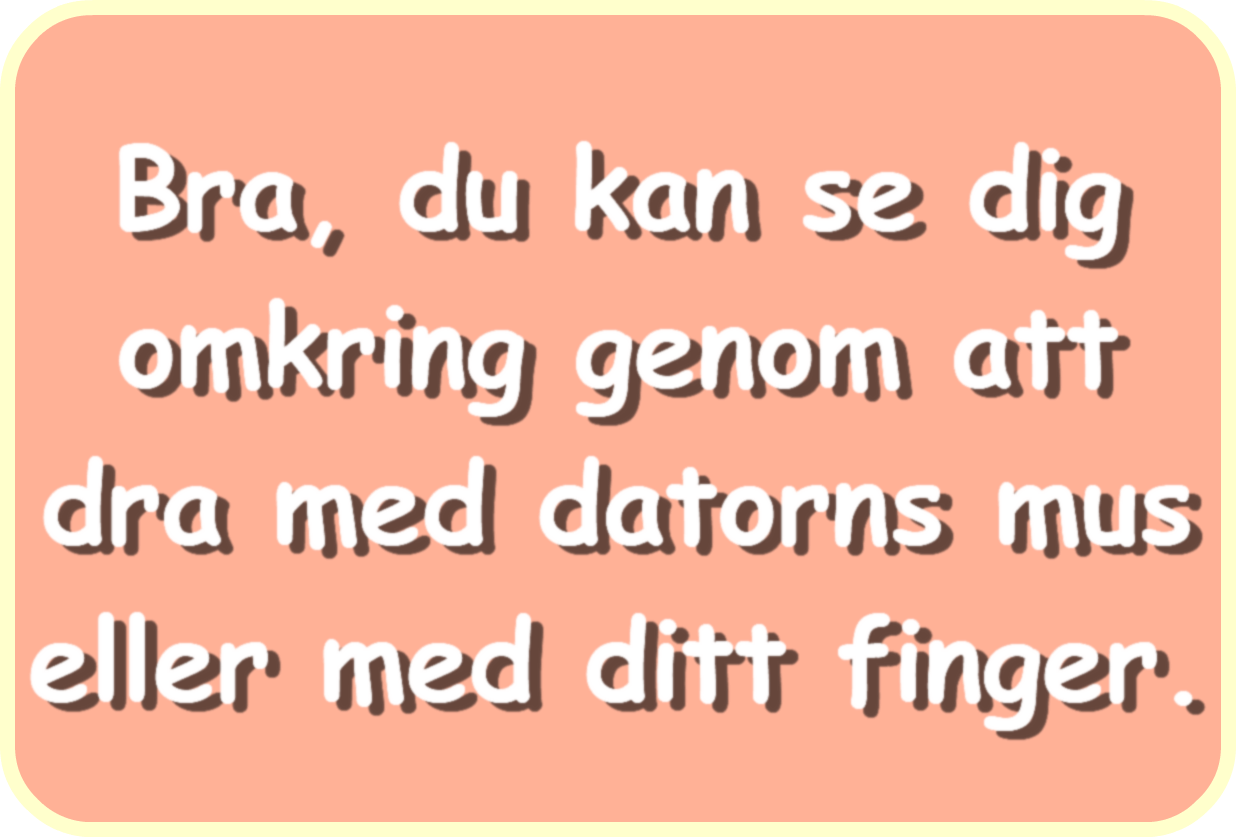 Bra, du kan se dig
omkring genom att
dra med datorns mus
eller med ditt finger.